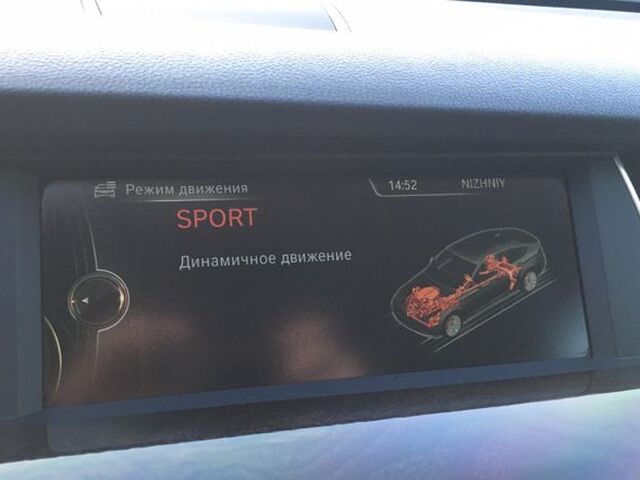 Режим движения
14:52 NIZHNIY
SPORT
Динамичное движение